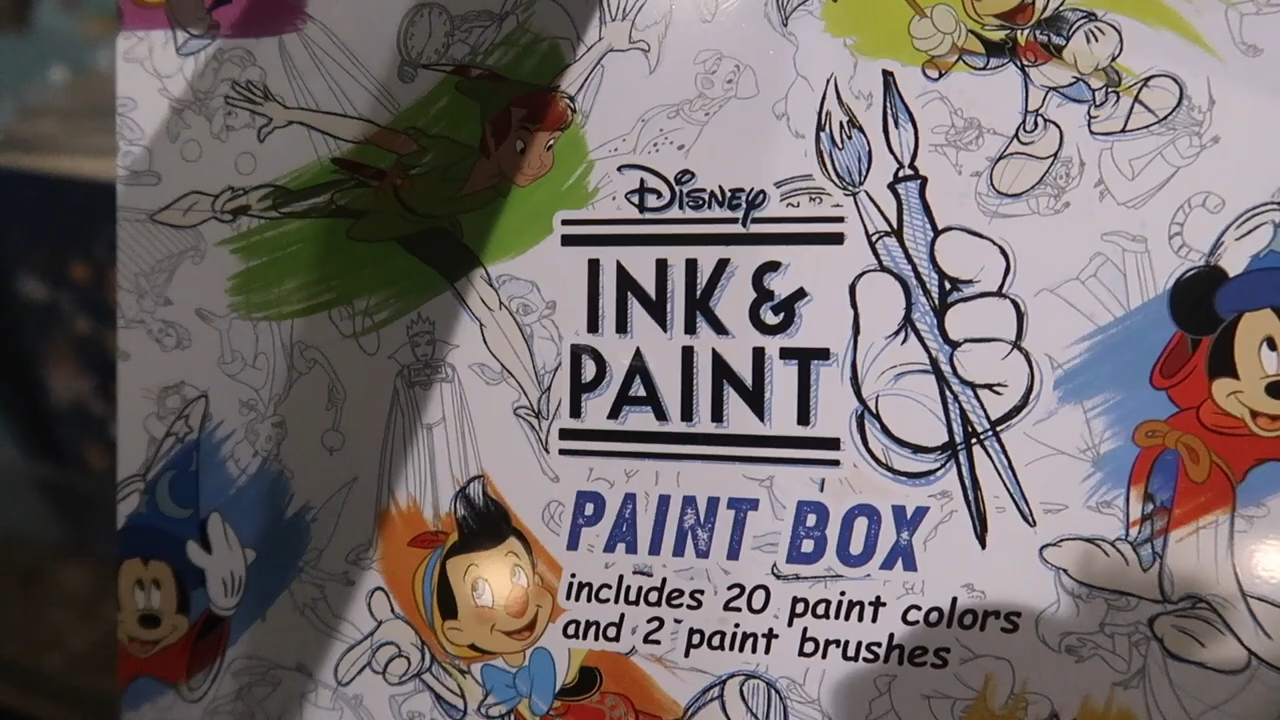 Disney
INK &
PAINT
PAINT BOX
includes 20 paint colors
and 2 paint brushes